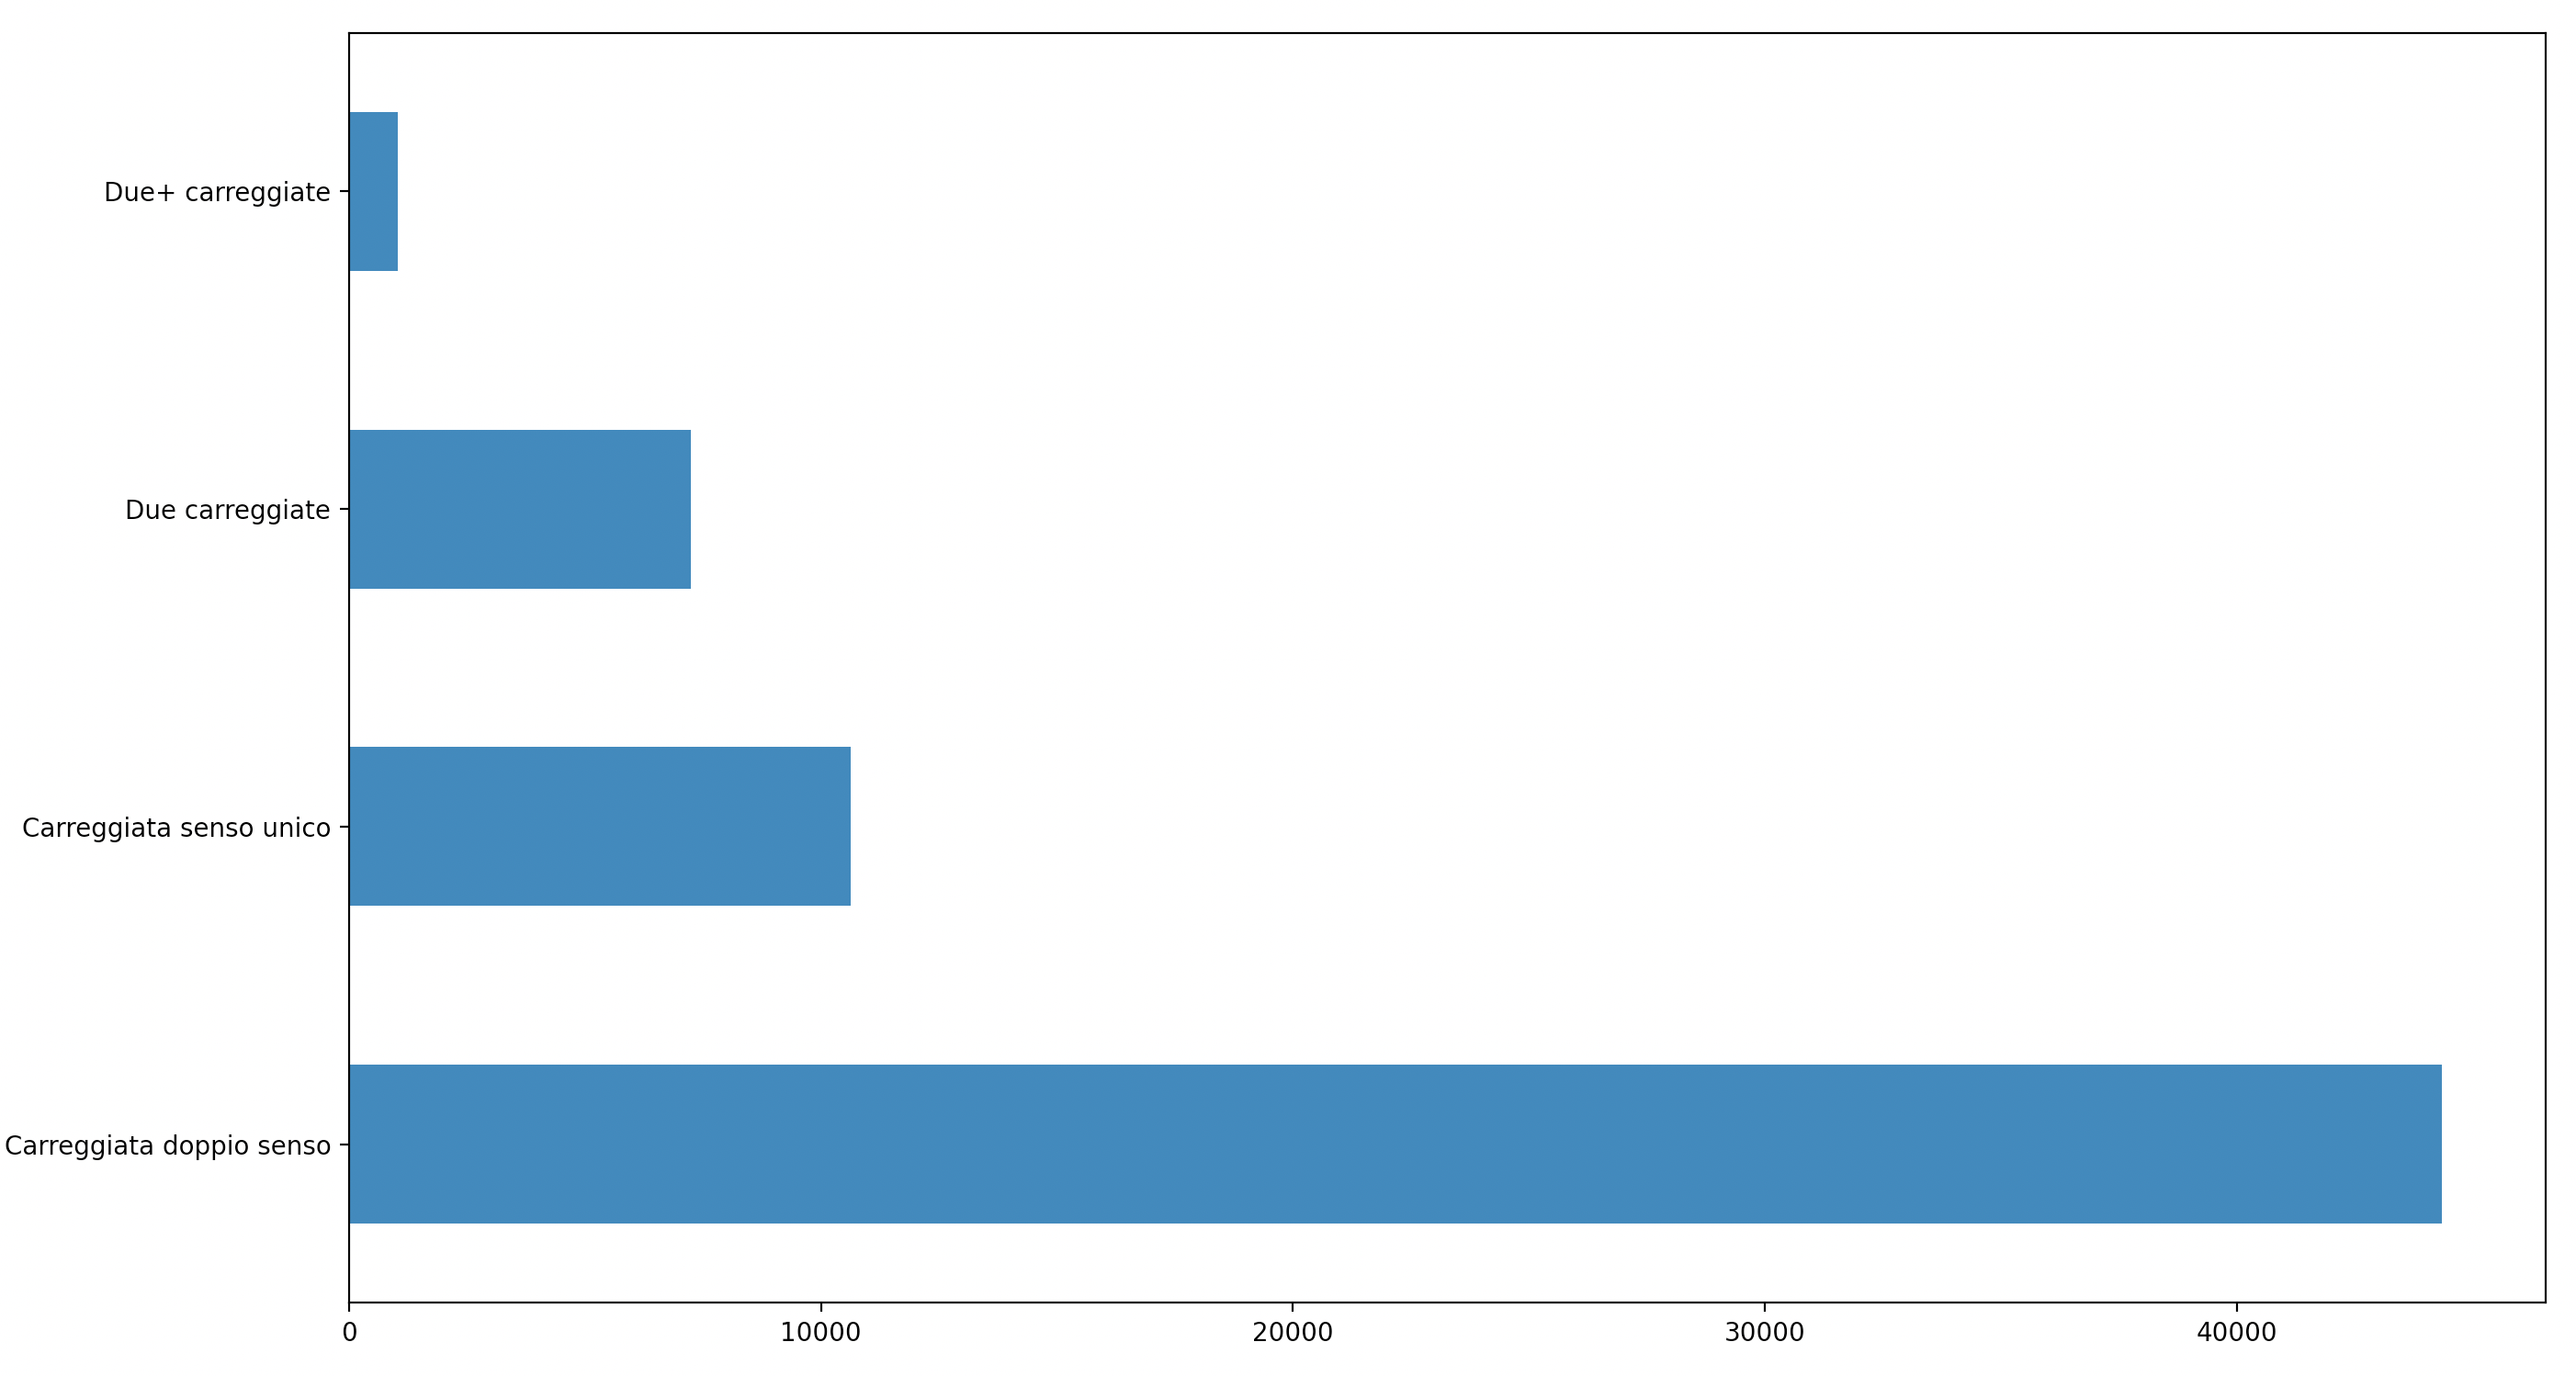 Due+ carreggiate
Due carreggiate
Carreggiata senso unico
Carreggiata doppio senso
0 10000 20000 30000 40000